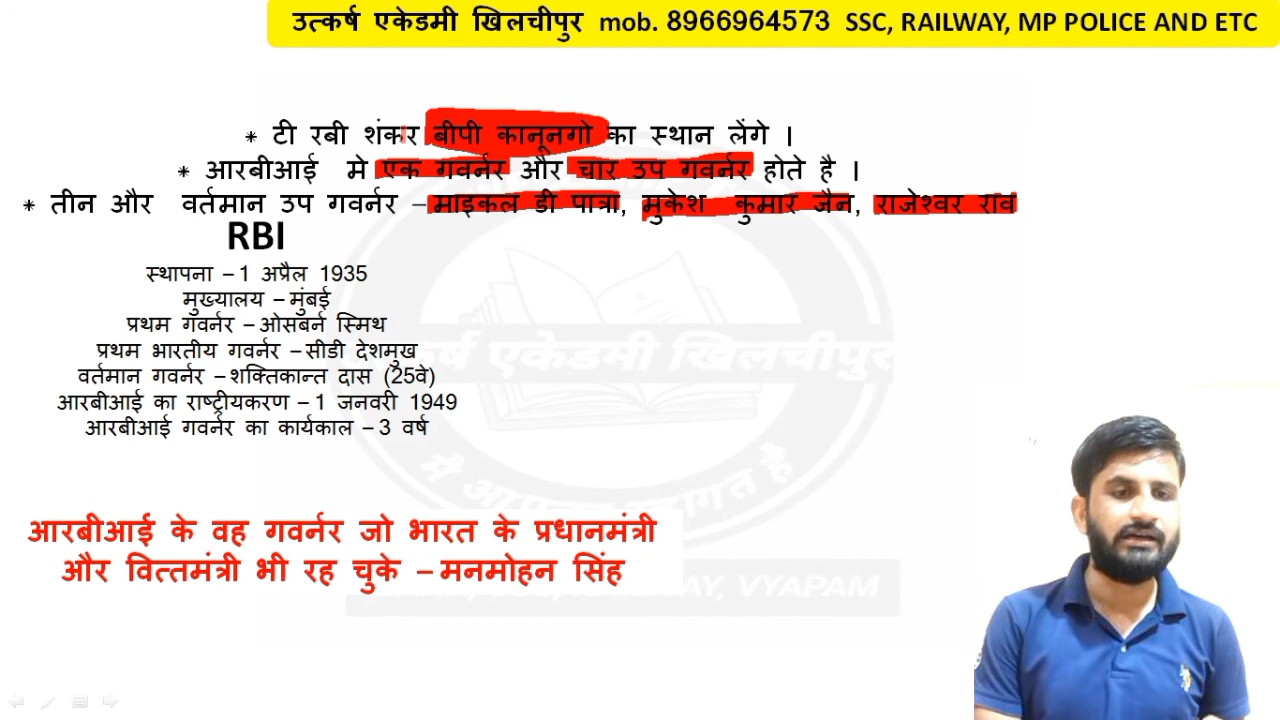 उत्कर्ष एकेडमी खिलचीपुर mob. 8966964573 SSC, RAILWAY, MP POLICE AND ETC
* टी रबी शंकर बीपी कानूनगो का स्थान लेंगे ।
* आरबीआई मे एक गवर्नर और चार उप गवर्नर होते है ।
* तीन और वर्तमान उप गवर्नर – माइकल डी पात्रा, मुकेश कुमार जैन, राजेश्वर राव
RBI
स्थापना – 1 अप्रैल 1935
मुख्यालय – मुंबई
प्रथम गवर्नर – ओसबर्न स्मिथ
प्रथम भारतीय गवर्नर – सीडी देशमुख
वर्तमान गवर्नर – शक्तिकान्त दास (25वे)
आरबीआई का राष्ट्रीयकरण – 1 जनवरी 1949
आरबीआई गवर्नर का कार्यकाल – 3 वर्ष
एकेडमी खिलचीपुर
आरबीआई के वह गवर्नर जो भारत के प्रधानमंत्री
और वित्तमंत्री भी रह चुके – मनमोहन सिंह
VYAPAM